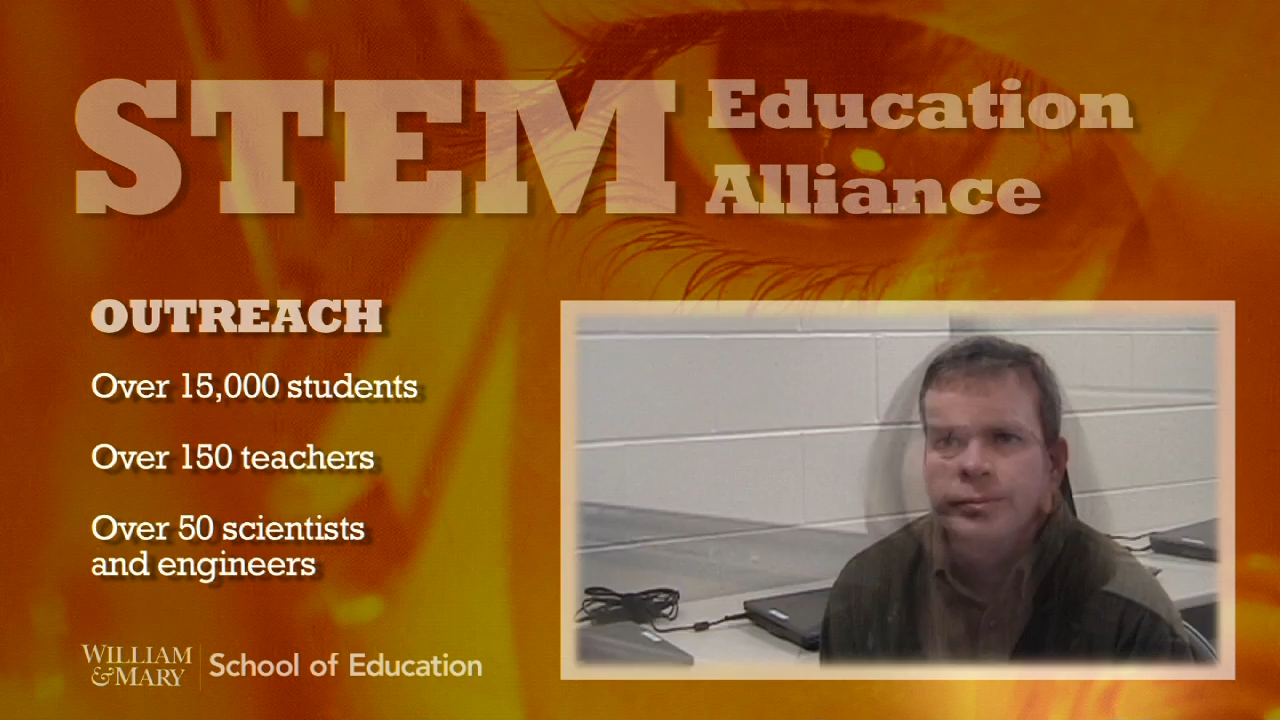 STEM
Education
Alliance
OUTREACH
Over 15,000 students
Over 150 teachers
Over 50 scientists
and engineers
WILLIAM
& MARY
School of Education